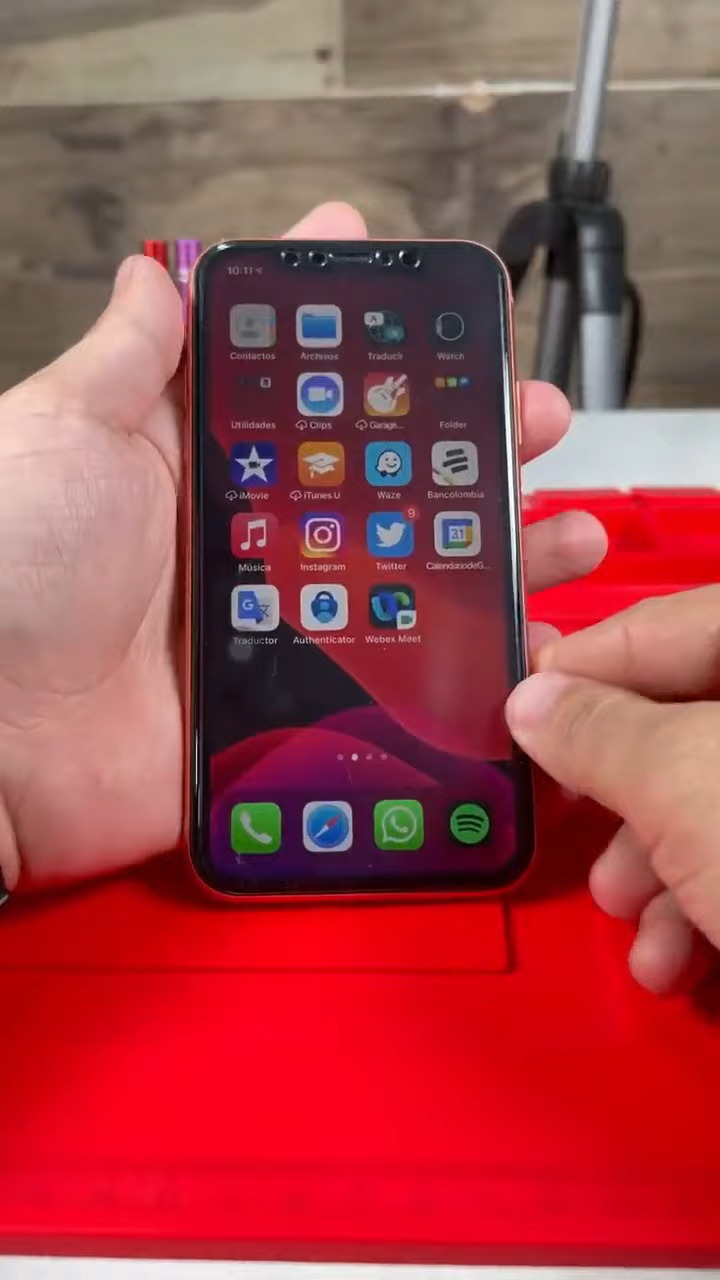 10:11
Contactos Archivos Traducir Watch
Utilidades Clips Garage... Folder
iMovie iTunes U Waze Bancolombia
9
Música Instagram Twitter CalendariodeG...
Traductor Authenticator Webex Meet